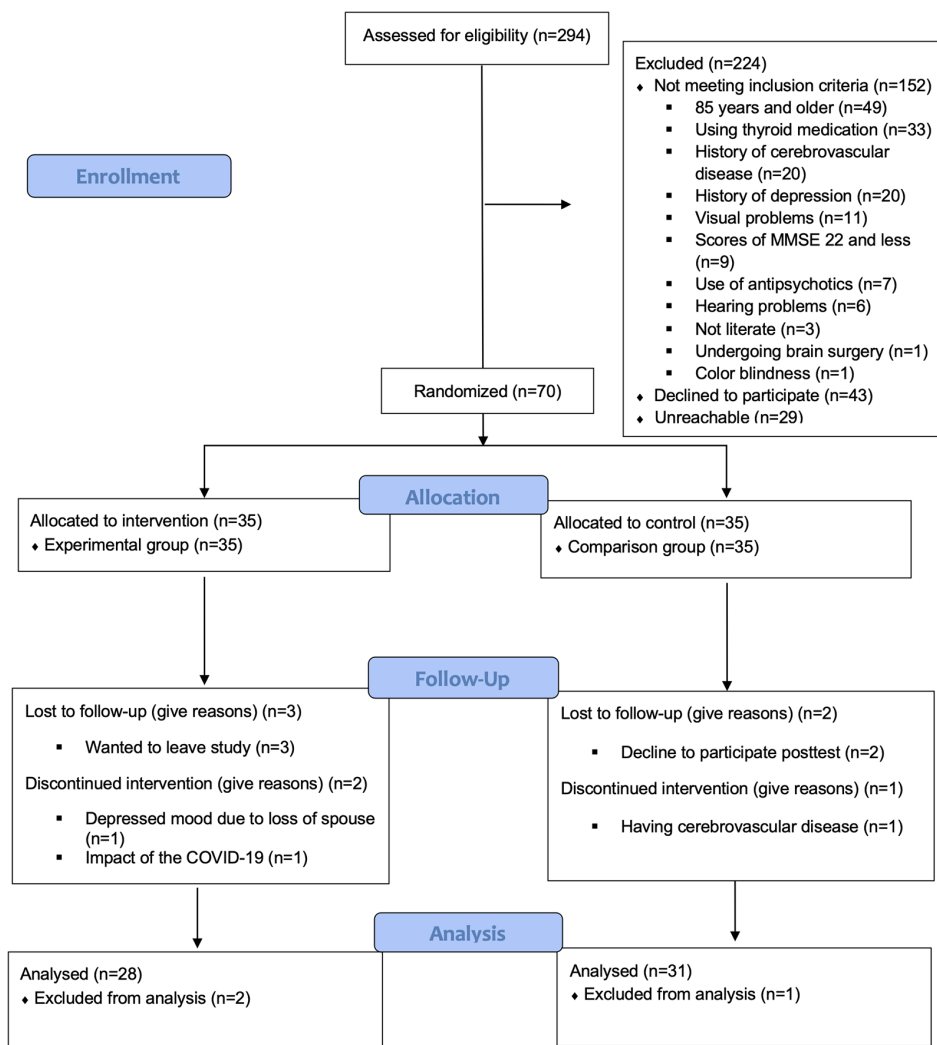 Assessed for eligibility (n=294)
Excluded (n=224)
♦ Not meeting inclusion criteria (n=152)
▪ 85 years and older (n=49)
▪ Using thyroid medication (n=33)
▪ History of cerebrovascular
disease (n=20)
▪ History of depression (n=20)
▪ Visual problems (n=11)
▪ Scores of MMSE 22 and less
(n=9)
▪ Use of antipsychotics (n=7)
▪ Hearing problems (n=6)
▪ Not literate (n=3)
▪ Undergoing brain surgery (n=1)
▪ Color blindness (n=1)
♦ Declined to participate (n=43)
♦ Unreachable (n=29)
Enrollment
Randomized (n=70)
Allocation
Allocated to intervention (n=35)
♦ Experimental group (n=35)
Allocated to control (n=35)
♦ Comparison group (n=35)
Follow-Up
Lost to follow-up (give reasons) (n=3)
▪ Wanted to leave study (n=3)
Discontinued intervention (give reasons) (n=2)
▪ Depressed mood due to loss of spouse
(n=1)
▪ Impact of the COVID-19 (n=1)
Lost to follow-up (give reasons) (n=2)
▪ Decline to participate posttest (n=2)
Discontinued intervention (give reasons) (n=1)
▪ Having cerebrovascular disease (n=1)
Analysis
Analysed (n=28)
♦ Excluded from analysis (n=2)
Analysed (n=31)
♦ Excluded from analysis (n=1)